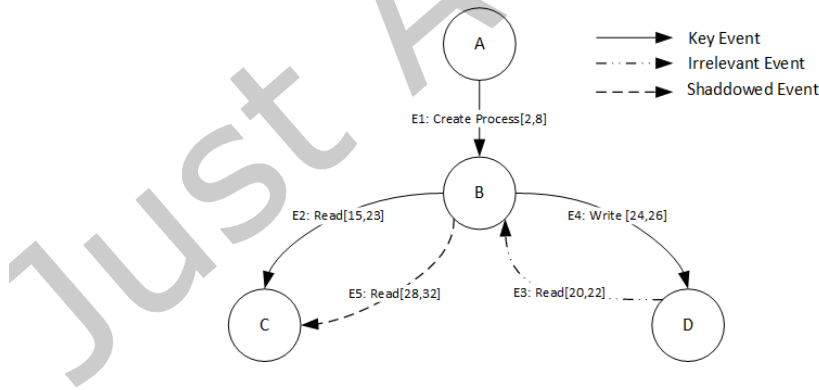 A
Key Event
Irrelevant Event
Shaddowed Event
E1: Create Process[2,8]
B
E2: Read[15,23]
E4: Write [24,26]
E5: Read[28,32]
E3: Read[20,22]
C
D
Just A